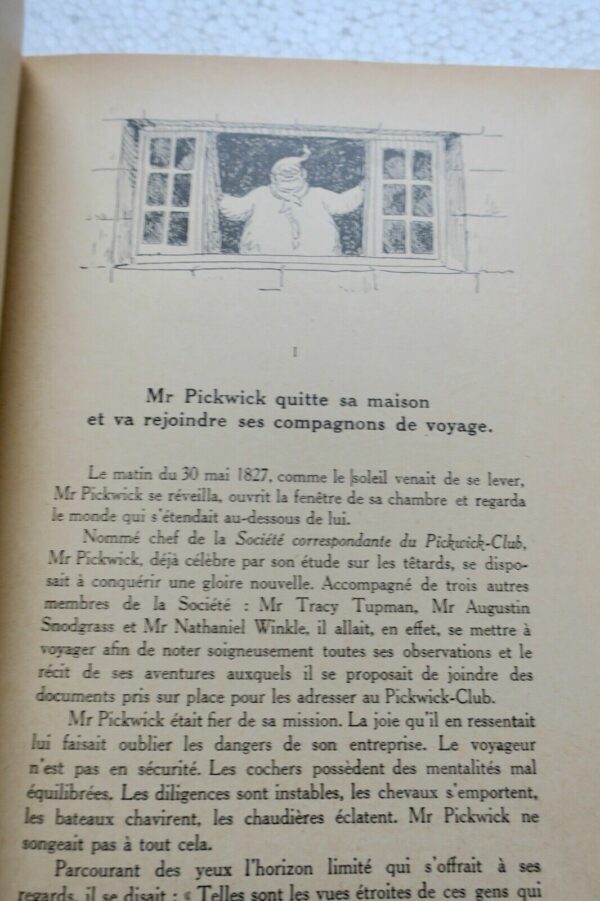 I
Mr Pickwick quitte sa maison
et va rejoindre ses compagnons de voyage.
Le matin du 30 mai 1827, comme le soleil venait de se lever,
Mr Pickwick se réveilla, ouvrit la fenêtre de sa chambre et regarda
le monde qui s'étendait au-dessous de lui.
Nommé chef de la Société correspondante du Pickwick-Club,
Mr Pickwick, déjà célèbre par son étude sur les têtards, se dispo-
sait à conquérir une gloire nouvelle. Accompagné de trois autres
membres de la Société : Mr Tracy Tupman, Mr Augustin
Snodgrass et Mr Nathaniel Winkle, il allait, en effet, se mettre à
voyager afin de noter soigneusement toutes ses observations et le
récit de ses aventures auxquels il se proposait de joindre des
documents pris sur place pour les adresser au Pickwick-Club.
Mr Pickwick était fier de sa mission. La joie qu'il en ressentait
lui faisait oublier les dangers de son entreprise. Le voyageur
n'est pas en sécurité. Les cochers possèdent des mentalités mal
équilibrées. Les diligences sont instables, les chevaux s'emportent,
les bateaux chavirent, les chaudières éclatent. Mr Pickwick ne
songeait pas à tout cela.
Parcourant des yeux l'horizon limité qui s'offrait à ses
regards, il se disait : « Telles sont les vues étroites de ces gens qui